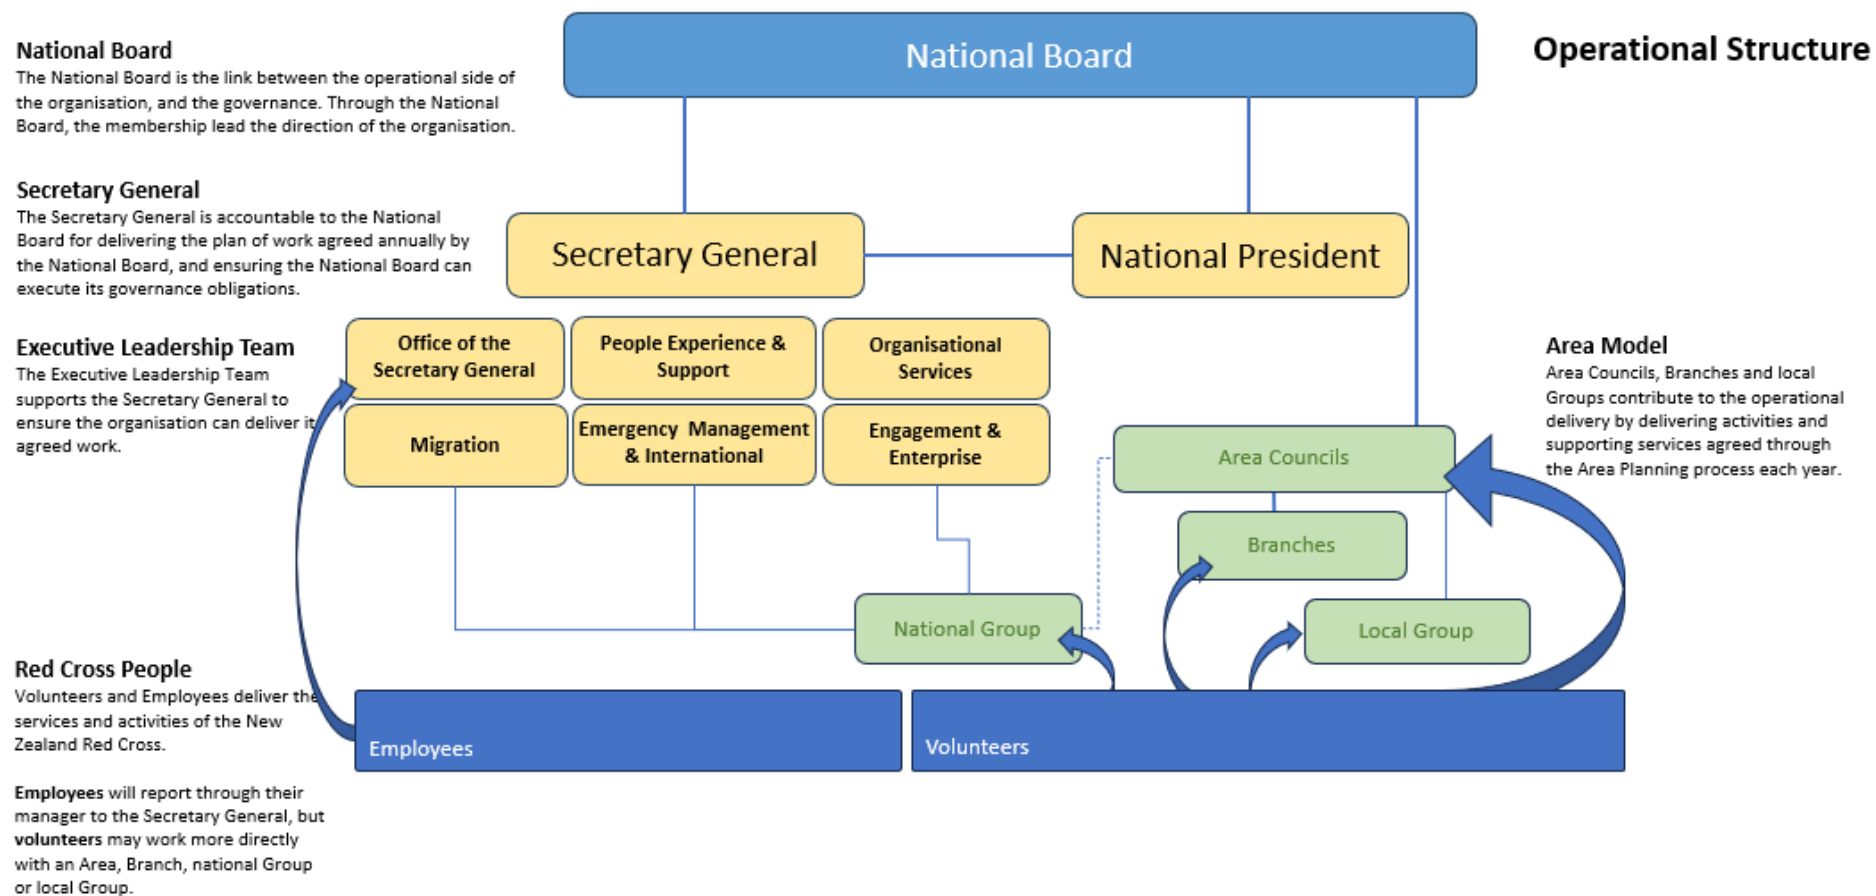 National Board
Operational Structure
National Board
The National Board is the link between the operational side of
the organisation, and the governance. Through the National
Board, the membership lead the direction of the organisation.
Secretary General
The Secretary General is accountable to the National
Board for delivering the plan of work agreed annually by
the National Board, and ensuring the National Board can
execute its governance obligations.
Secretary General
National President
Executive Leadership Team
The Executive Leadership Team
supports the Secretary General to
ensure the organisation can deliver it
agreed work.
Office of the
Secretary General
People Experience &
Support
Organisational
Services
Migration
Emergency Management
& International
Engagement &
Enterprise
Area Model
Area Councils, Branches and local
Groups contribute to the operational
delivery by delivering activities and
supporting services agreed through
the Area Planning process each year.
Area Councils
Branches
National Group
Local Group
Red Cross People
Volunteers and Employees deliver the
services and activities of the New
Zealand Red Cross.
Employees
Volunteers
Employees will report through their
manager to the Secretary General, but
volunteers may work more directly
with an Area, Branch, national Group
or local Group.